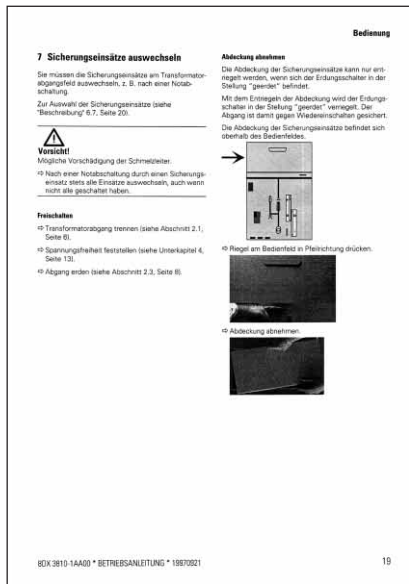 Bedienung
7 Sicherungseinsätze auswechseln
Sie müssen die Sicherungseinsätze am Transformator-
abgangsfeld auswechseln, z. B. nach einer Notab-
schaltung.
Zur Auswahl der Sicherungseinsätze (siehe
"Beschreibung" 6.7, Seite 20).
Vorsicht!
Mögliche Vorschädigung der Schmelzleiter.
⇨ Nach einer Notabschaltung durch einen Sicherungs-
einsatz stets alle Einsätze auswechseln, auch wenn
nicht alle geschaltet haben.
Freischalten
⇨ Transformatorabgang trennen (siehe Abschnitt 2.1,
Seite 6).
⇨ Spannungsfreiheit feststellen (siehe Unterkapitel 4,
Seite 13).
⇨ Abgang erden (siehe Abschnitt 2.3, Seite 8).
Abdeckung abnehmen
Die Abdeckung der Sicherungseinsätze kann nur ent-
riegelt werden, wenn sich der Erdungsschalter in der
Stellung "geerdet" befindet.
Mit dem Entriegeln der Abdeckung wird der Erdungs-
schalter in der Stellung "geerdet" verriegelt. Der
Abgang ist damit gegen Wiedereinschalten gesichert.
Die Abdeckung der Sicherungseinsätze befindet sich
oberhalb des Bedienfeldes.
⇨ Riegel am Bedienfeld in Pfeilrichtung drücken.
⇨ Abdeckung abnehmen.
8DX 3810-1AA00 * BETRIEBSANLEITUNG * 19970921
19